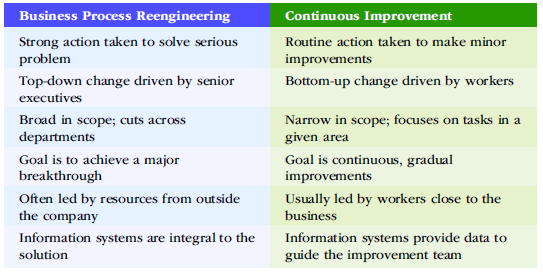 Business Process Reengineering Continuous Improvement
Strong action taken to solve serious
problem
Routine action taken to make minor
improvements
Top-down change driven by senior
executives
Bottom-up change driven by workers
Broad in scope; cuts across
departments
Narrow in scope; focuses on tasks in a
given area
Goal is to achieve a major
breakthrough
Goal is continuous, gradual
improvements
Often led by resources from outside
the company
Usually led by workers close to the
business
Information systems are integral to the
solution
Information systems provide data to
guide the improvement team